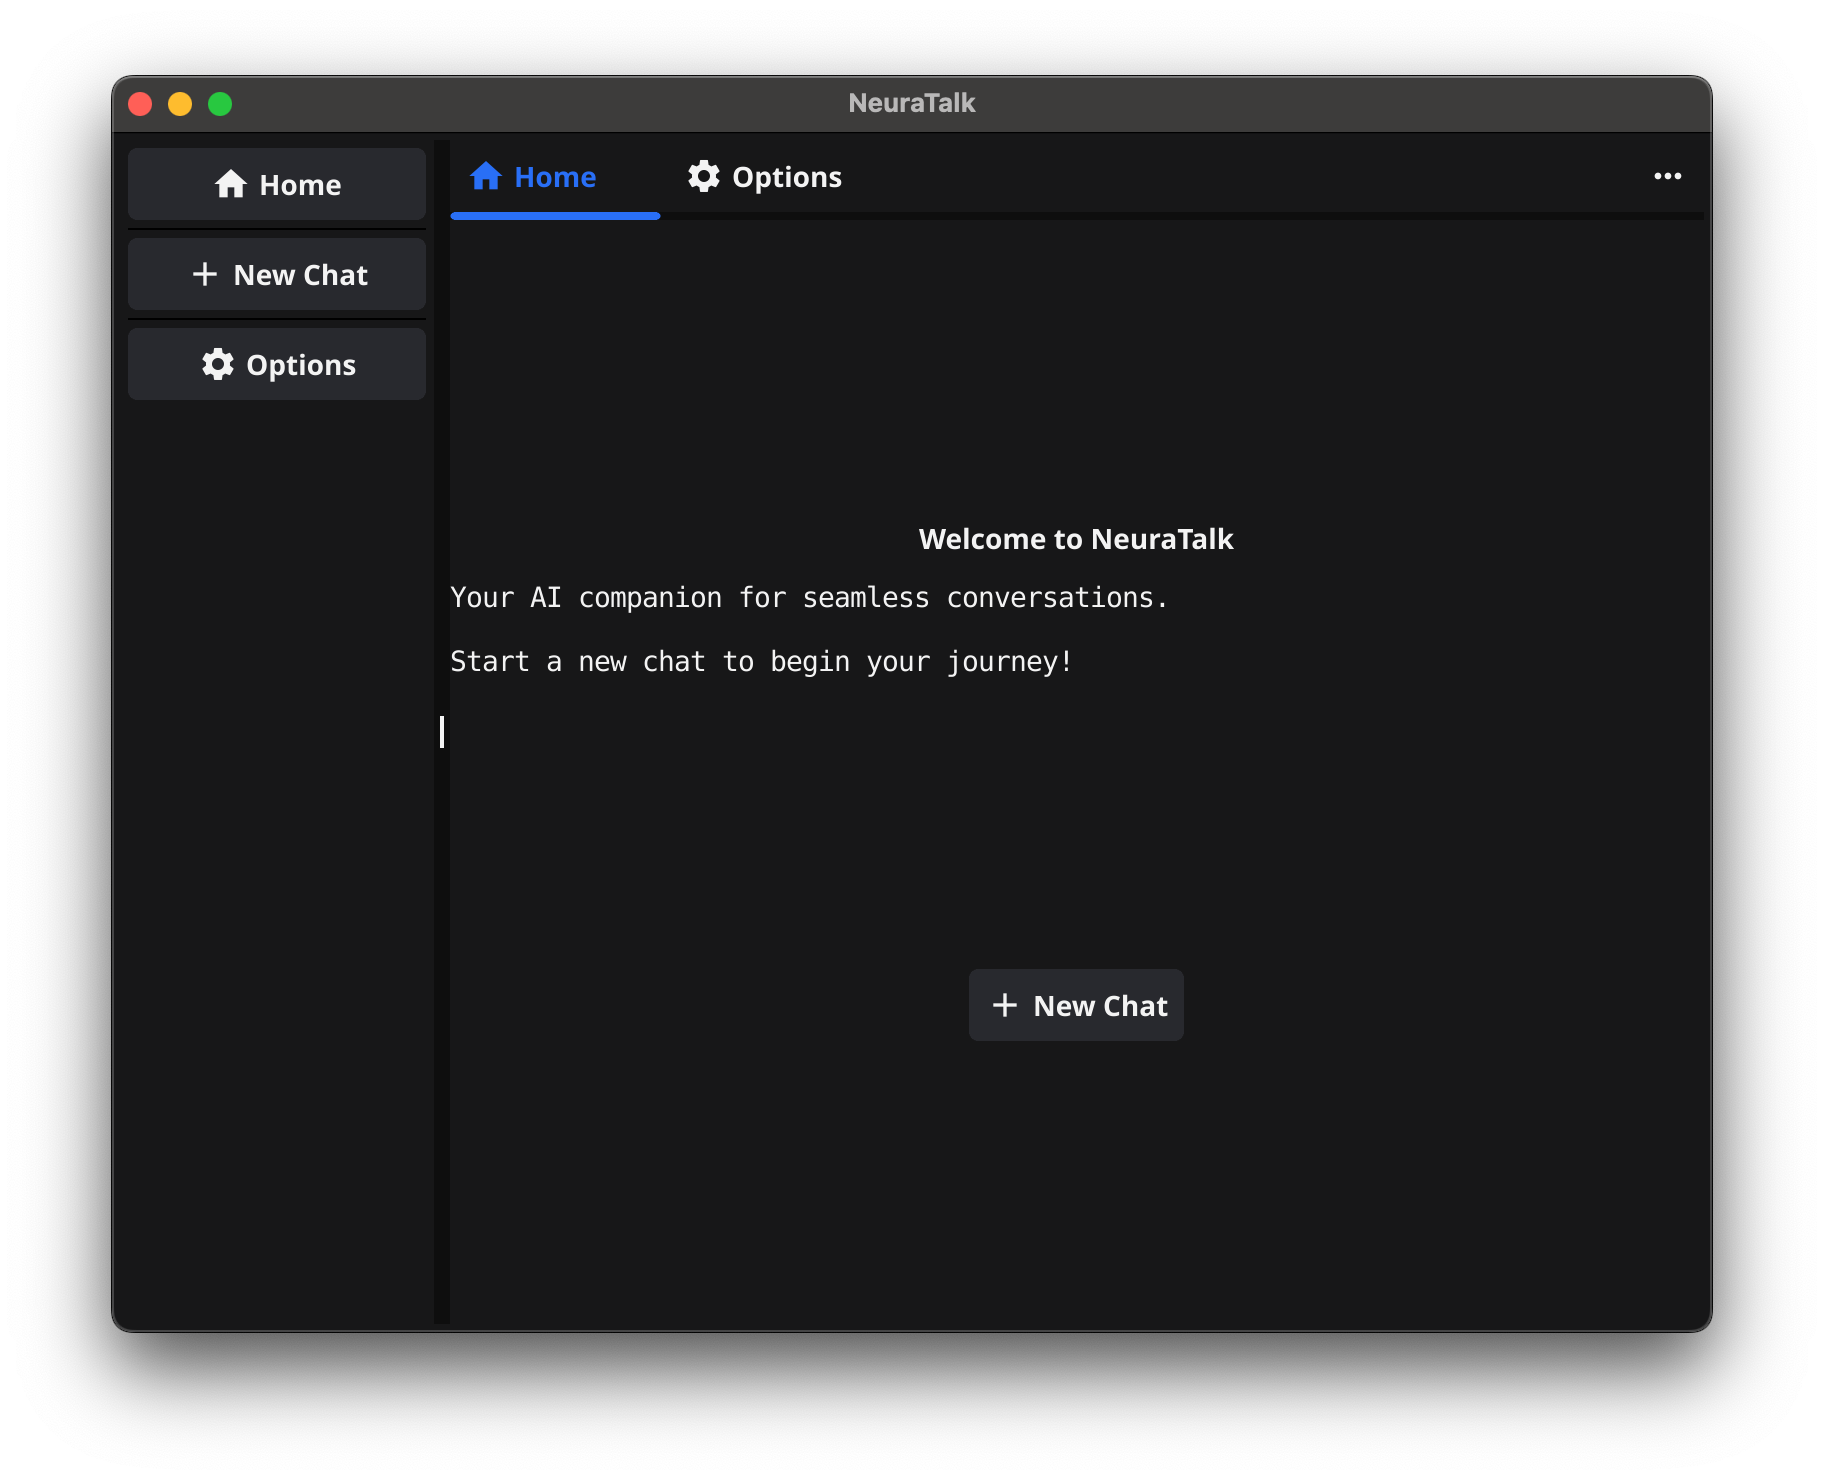 NeuraTalk
Home
New Chat
Options
Home
Options
Welcome to NeuraTalk
Your AI companion for seamless conversations.
Start a new chat to begin your journey!
New Chat